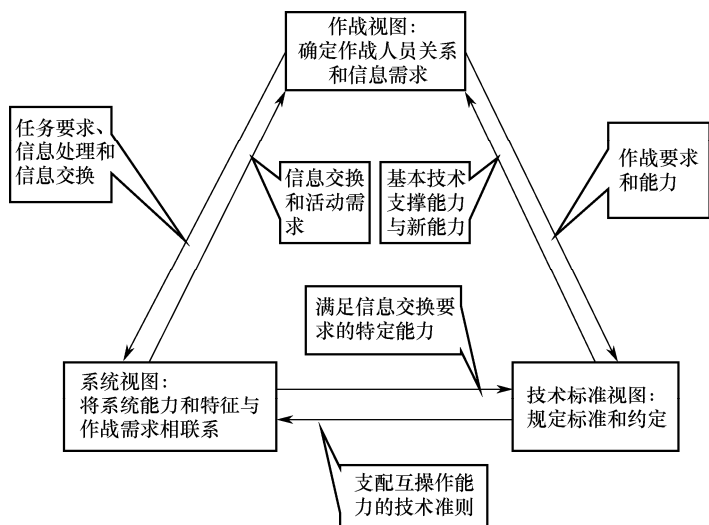 作战视图：
确定作战人员关系
和信息需求
任务要求、
信息处理和
信息交换
信息交换
和活动需
求
基本技术
支撑能力
与新能力
作战要求
和能力
满足信息交换要
求的特定能力
系统视图：
将系统能力和特征与
作战需求相联系
技术标准视图：
规定标准和约定
支配互操作能
力的技术准则